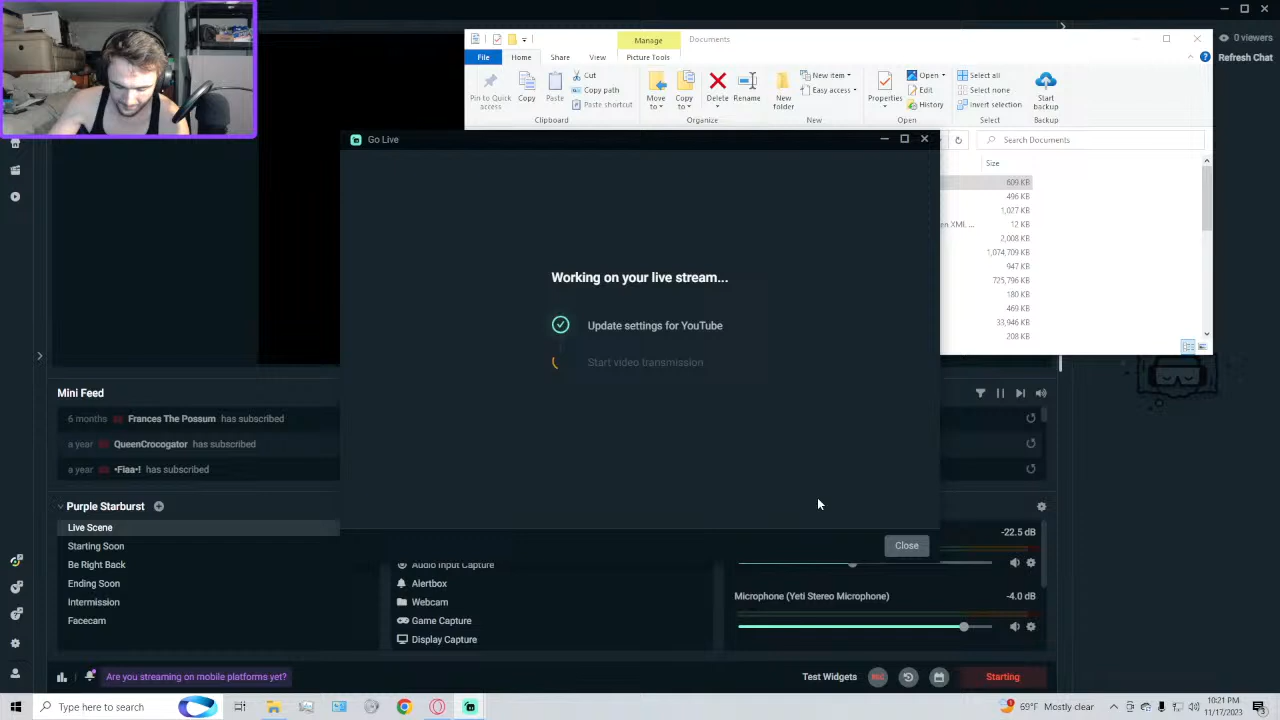 Manage
Documents
0 viewers
File
Home
Share
View
Picture Tools
Refresh Chat
Pin to Quick access
Copy
Paste
Cut
Copy path
Paste shortcut
Move to
Copy to
Delete
Rename
New folder
New item
Easy access
Properties
Open
Edit
History
Select all
Select none
Invert selection
Start backup
Clipboard
Organize
New
Open
Select
Backup
Search Documents
Go Live
Size
609 KB
496 KB
1,027 KB
en XML ...
12 KB
2,008 KB
1,074,709 KB
947 KB
725,796 KB
180 KB
469 KB
33,946 KB
208 KB
Working on your live stream...
Update settings for YouTube
Start video transmission
Close
Mini Feed
6 months Frances The Possum has subscribed
a year QueenCrocogator has subscribed
a year •Fiaa•! has subscribed
Purple Starburst
Live Scene
Starting Soon
Be Right Back
Ending Soon
Intermission
Facecam
Audio Input Capture
Alertbox
Webcam
Game Capture
Display Capture
-22.5 dB
Microphone (Yeti Stereo Microphone) -4.0 dB
Are you streaming on mobile platforms yet?
Test Widgets
REC
Starting
Type here to search
69°F Mostly clear
10:21 PM
11/17/2023